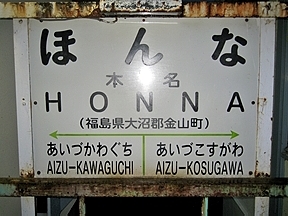 ほんな
本名
HONNA
(福島県大沼郡金山町)
あいづかわぐち あいづこすがわ
AIZU-KAWAGUCHI AIZU-KOSUGAWA